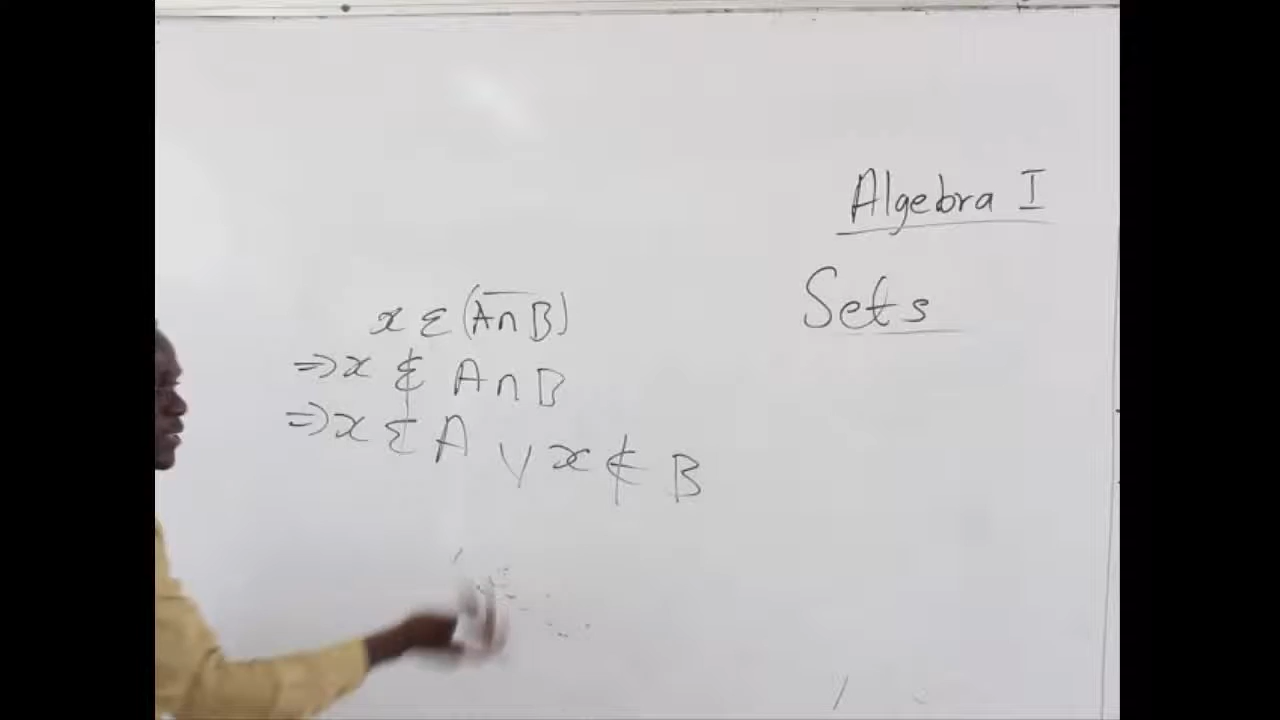 Algebra I
Sets
x ∈ (A̅∩̅B̅)
⇒ x ∉ A ∩ B
⇒ x ∉ A ∨ x ∉ B